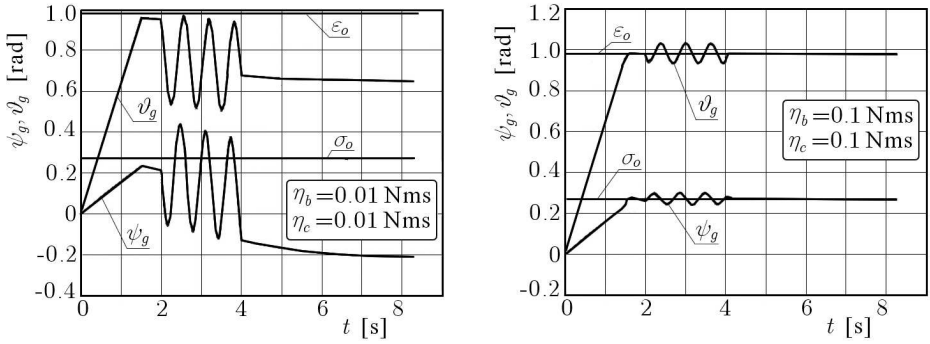 ψg, ϑg [rad]
1.0
0.8
0.6
0.4
0.2
0
-0.2
-0.4
εo
ϑg
σo
ηb=0.01 Nms
ηc=0.01 Nms
ψg
0 2 4 6 8
t [s]
ψg, ϑg [rad]
1.2
1.0
0.8
0.6
0.4
0.2
0
0.2
εo
ϑg
ηb=0.1 Nms
ηc=0.1 Nms
σo
ψg
0 2 4 6 8
t [s]